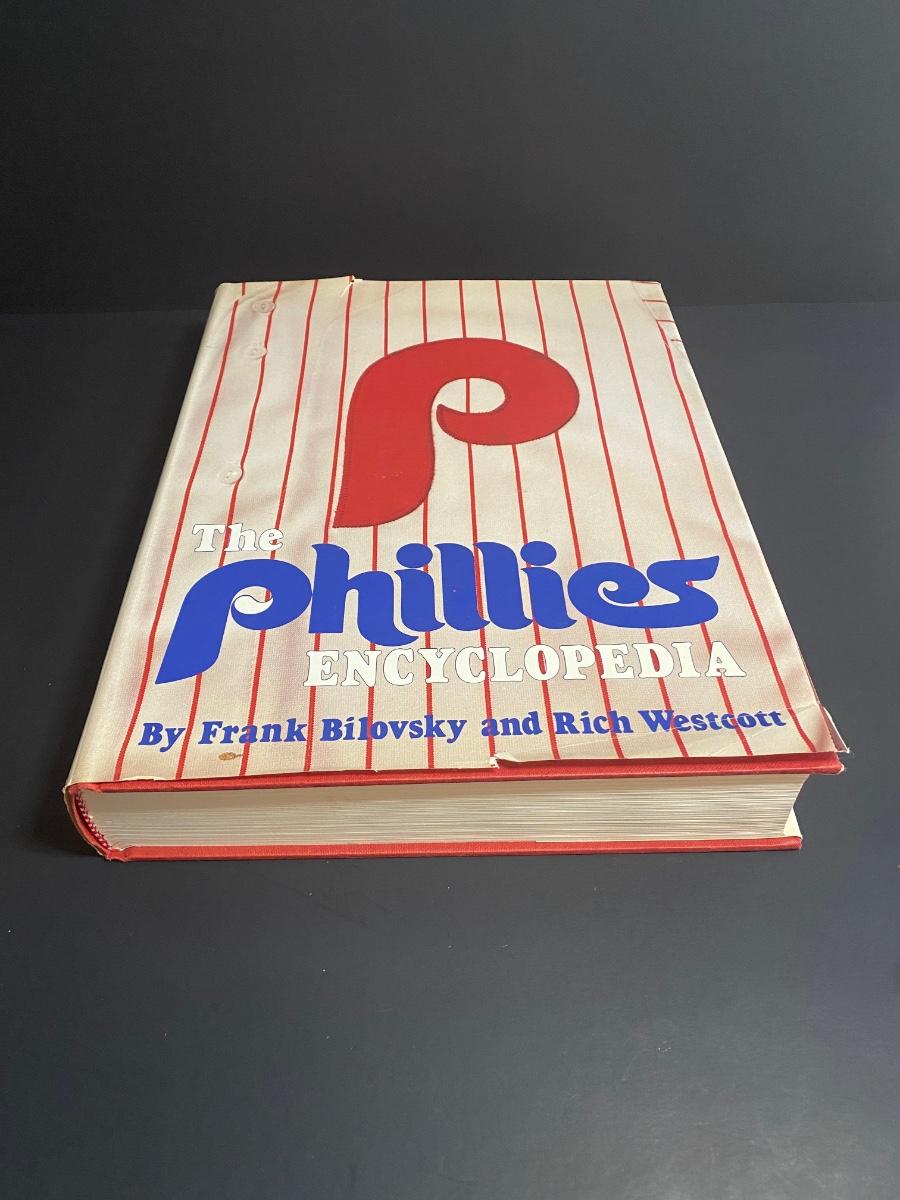 P
The
Phillies
ENCYCLOPEDIA
By Frank Bilovsky and Rich Westcott